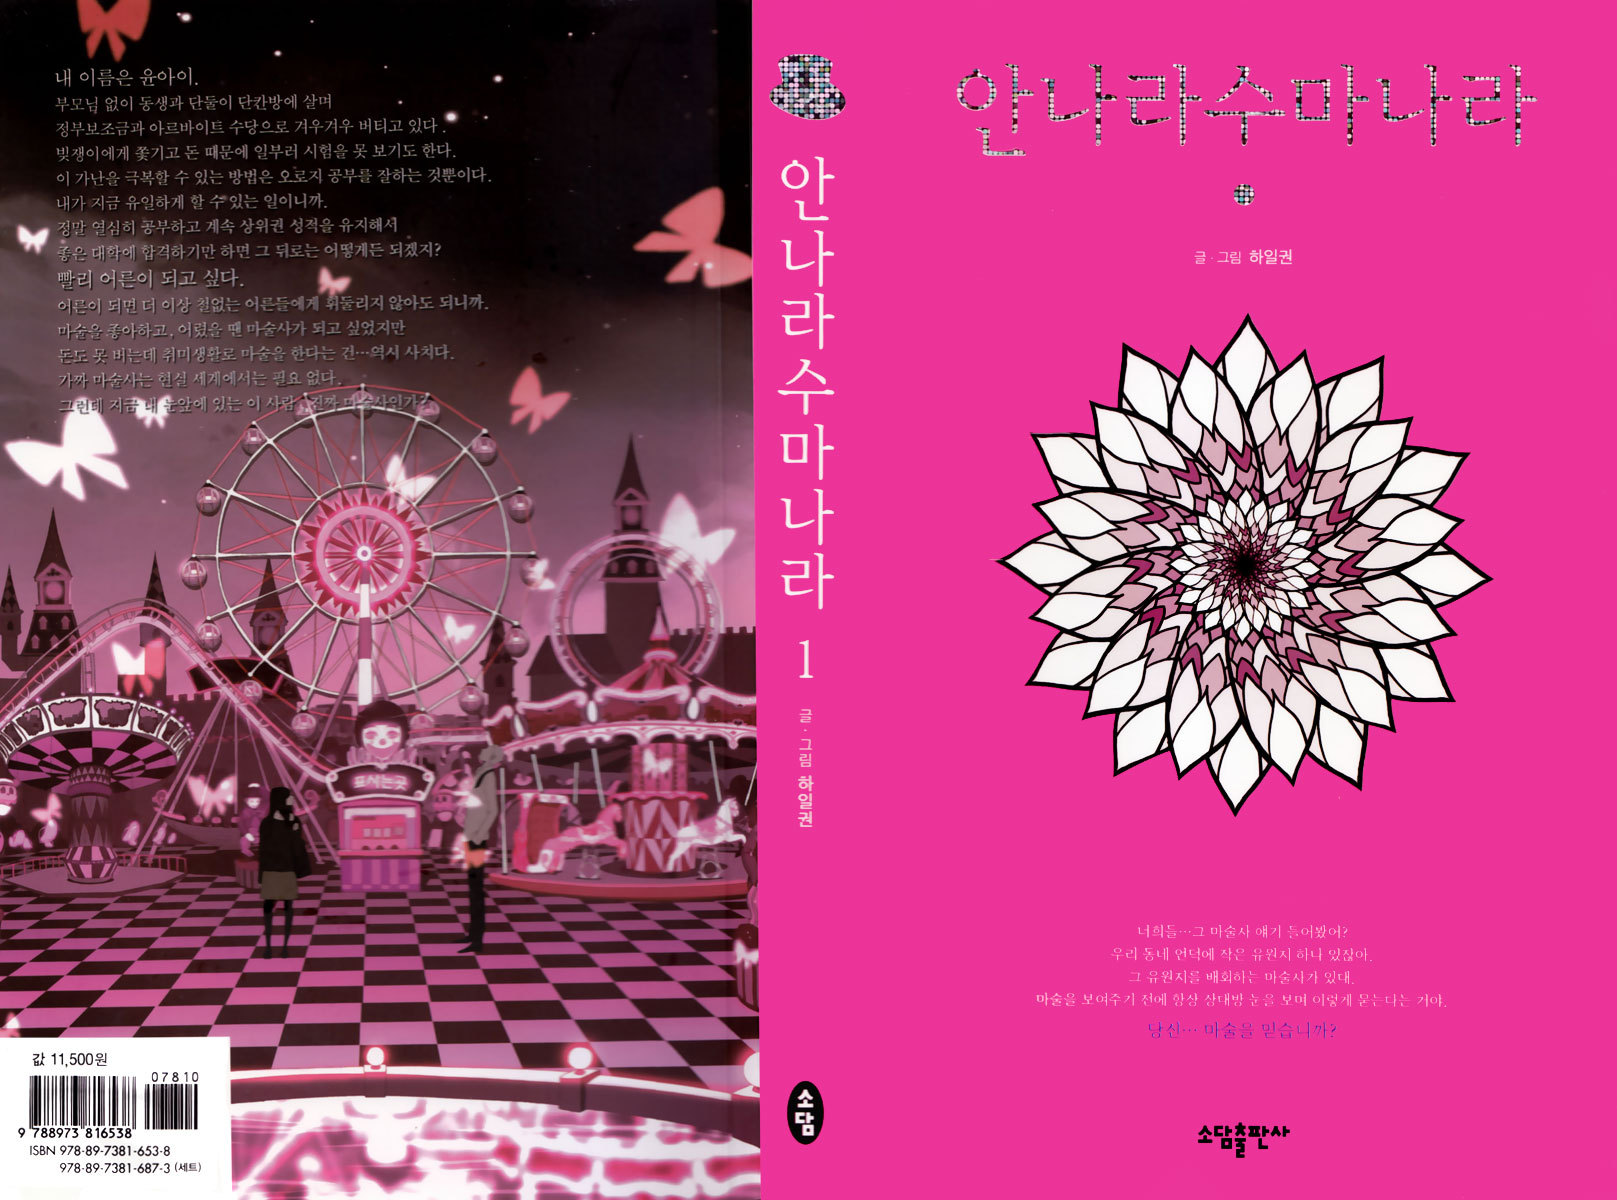 내 이름은 윤아이.
부모님 없이 동생과 단둘이 단칸방에 살며
정부보조금과 아르바이트 수당으로 겨우겨우 버티고 있다.
빚쟁이에게 쫓기고 돈 때문에 일부러 시험을 못 보기도 한다.
이 가난을 극복할 수 있는 방법은 오로지 공부를 잘하는 것뿐이다.
내가 지금 유일하게 할 수 있는 일이니까.
정말 열심히 공부하고 계속 상위권 성적을 유지해서
좋은 대학에 합격하기만 하면 그 뒤로는 어떻게든 되겠지?
빨리 어른이 되고 싶다.
어른이 되면 더 이상 철없는 어른들에게 휘둘리지 않아도 되니까.
마술을 좋아하고, 어렸을 땐 마술사가 되고 싶었지만
돈도 못 버는데 취미생활로 마술을 한다는 건…역시 사치다.
가짜 마술사는 현실 세계에서는 필요 없다.
그런데 지금 내 눈앞에 있는 이 사람, 진짜 마술사인가?
표사는곳
값 11,500원
07810
9 788973 816538
ISBN 978-89-7381-653-8
978-89-7381-687-3 (세트)
안나라수마나라
1
글·그림 하일권
소담
안나라수마나라
글·그림 하일권
너희들…그 마술사 얘기 들어봤어?
우리 동네 언덕에 작은 유원지 하나 있잖아.
그 유원지를 배회하는 마술사가 있대.
마술을 보여주기 전에 항상 상대방 눈을 보며 이렇게 묻는다는 거야.
당신… 마술을 믿습니까?
소담출판사